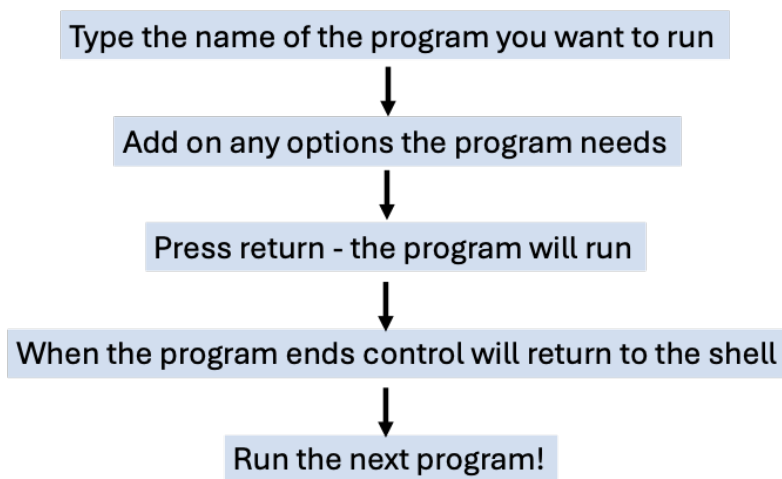 Type the name of the program you want to run
Add on any options the program needs
Press return - the program will run
When the program ends control will return to the shell
Run the next program!